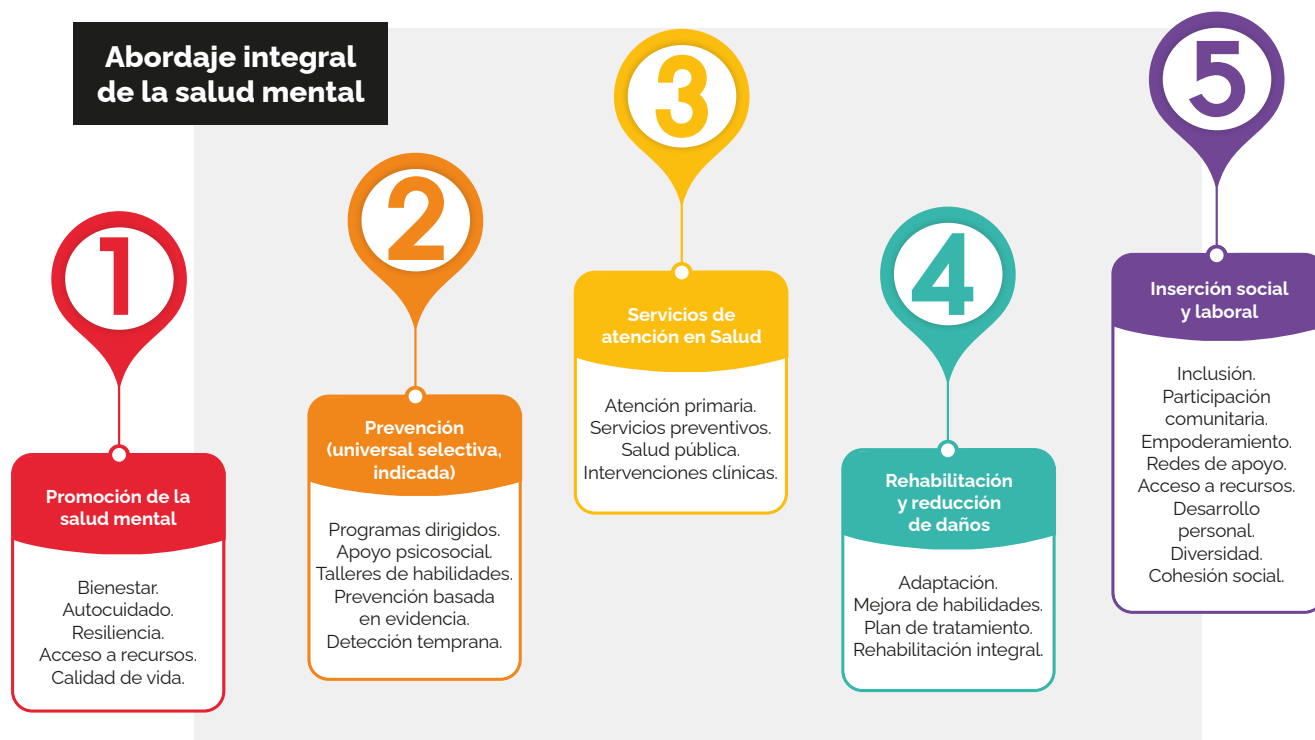 Abordaje integral
de la salud mental
1
Promoción de la
salud mental
Bienestar.
Autocuidado.
Resiliencia.
Acceso a recursos.
Calidad de vida.
2
Prevención
(universal selectiva,
indicada)
Programas dirigidos.
Apoyo psicosocial.
Talleres de habilidades.
Prevención basada
en evidencia.
Detección temprana.
3
Servicios de
atención en Salud
Atención primaria.
Servicios preventivos.
Salud pública.
Intervenciones clínicas.
4
Rehabilitación
y reducción
de daños
Adaptación.
Mejora de habilidades.
Plan de tratamiento.
Rehabilitación integral.
5
Inserción social
y laboral
Inclusión.
Participación
comunitaria.
Empoderamiento.
Redes de apoyo.
Acceso a recursos.
Desarrollo
personal.
Diversidad.
Cohesión social.